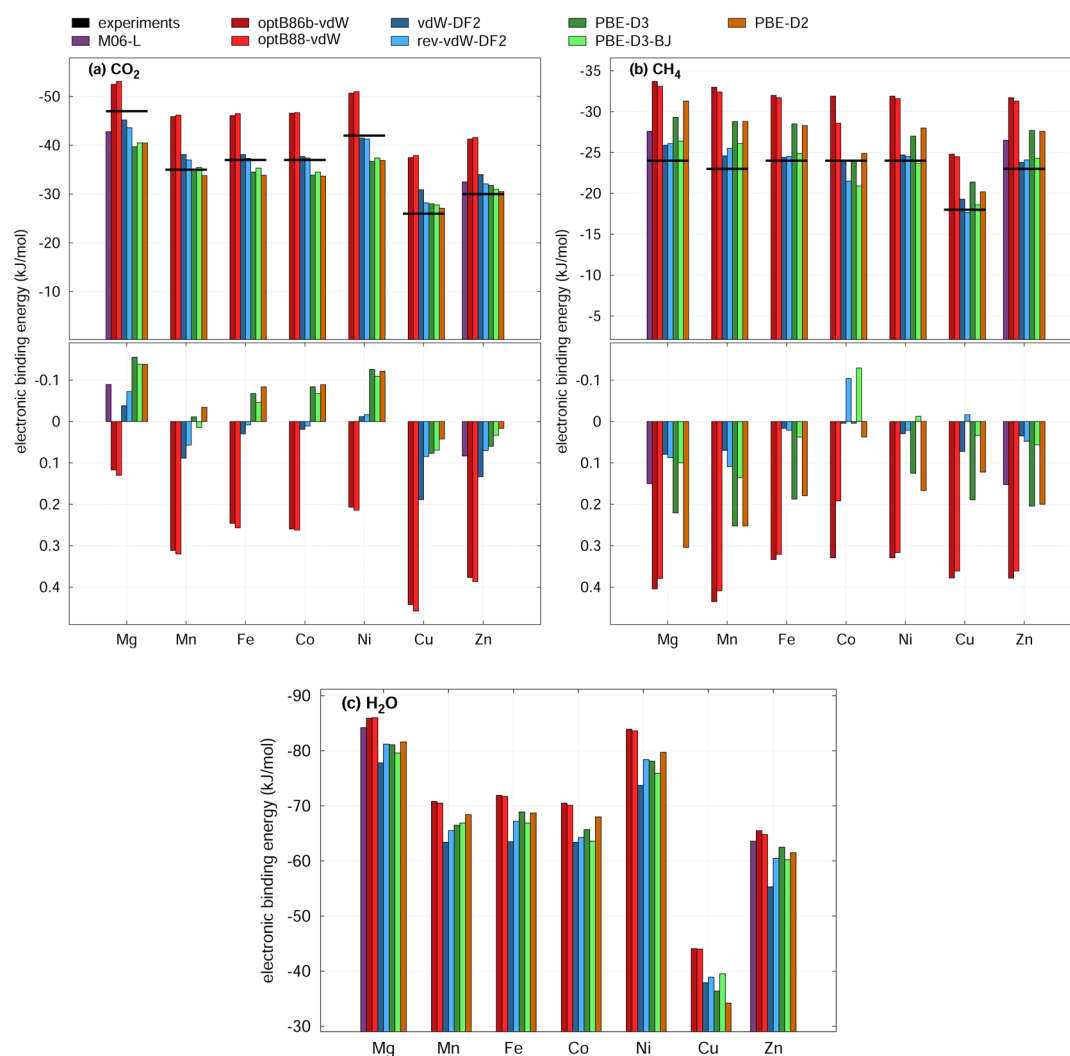 experiments optB86b-vdW vdW-DF2 PBE-D3 PBE-D2
M06-L optB88-vdW rev-vdW-DF2 PBE-D3-BJ
(a) CO2
-50
-40
-30
-20
-10
-0.1
0
0.1
0.2
0.3
0.4
electronic binding energy (kJ/mol)
Mg Mn Fe Co Ni Cu Zn
(b) CH4
-35
-30
-25
-20
-15
-10
-5
-0.1
0
0.1
0.2
0.3
0.4
electronic binding energy (kJ/mol)
Mg Mn Fe Co Ni Cu Zn
(c) H2O
-90
-80
-70
-60
-50
-40
-30
electronic binding energy (kJ/mol)
Mg Mn Fe Co Ni Cu Zn